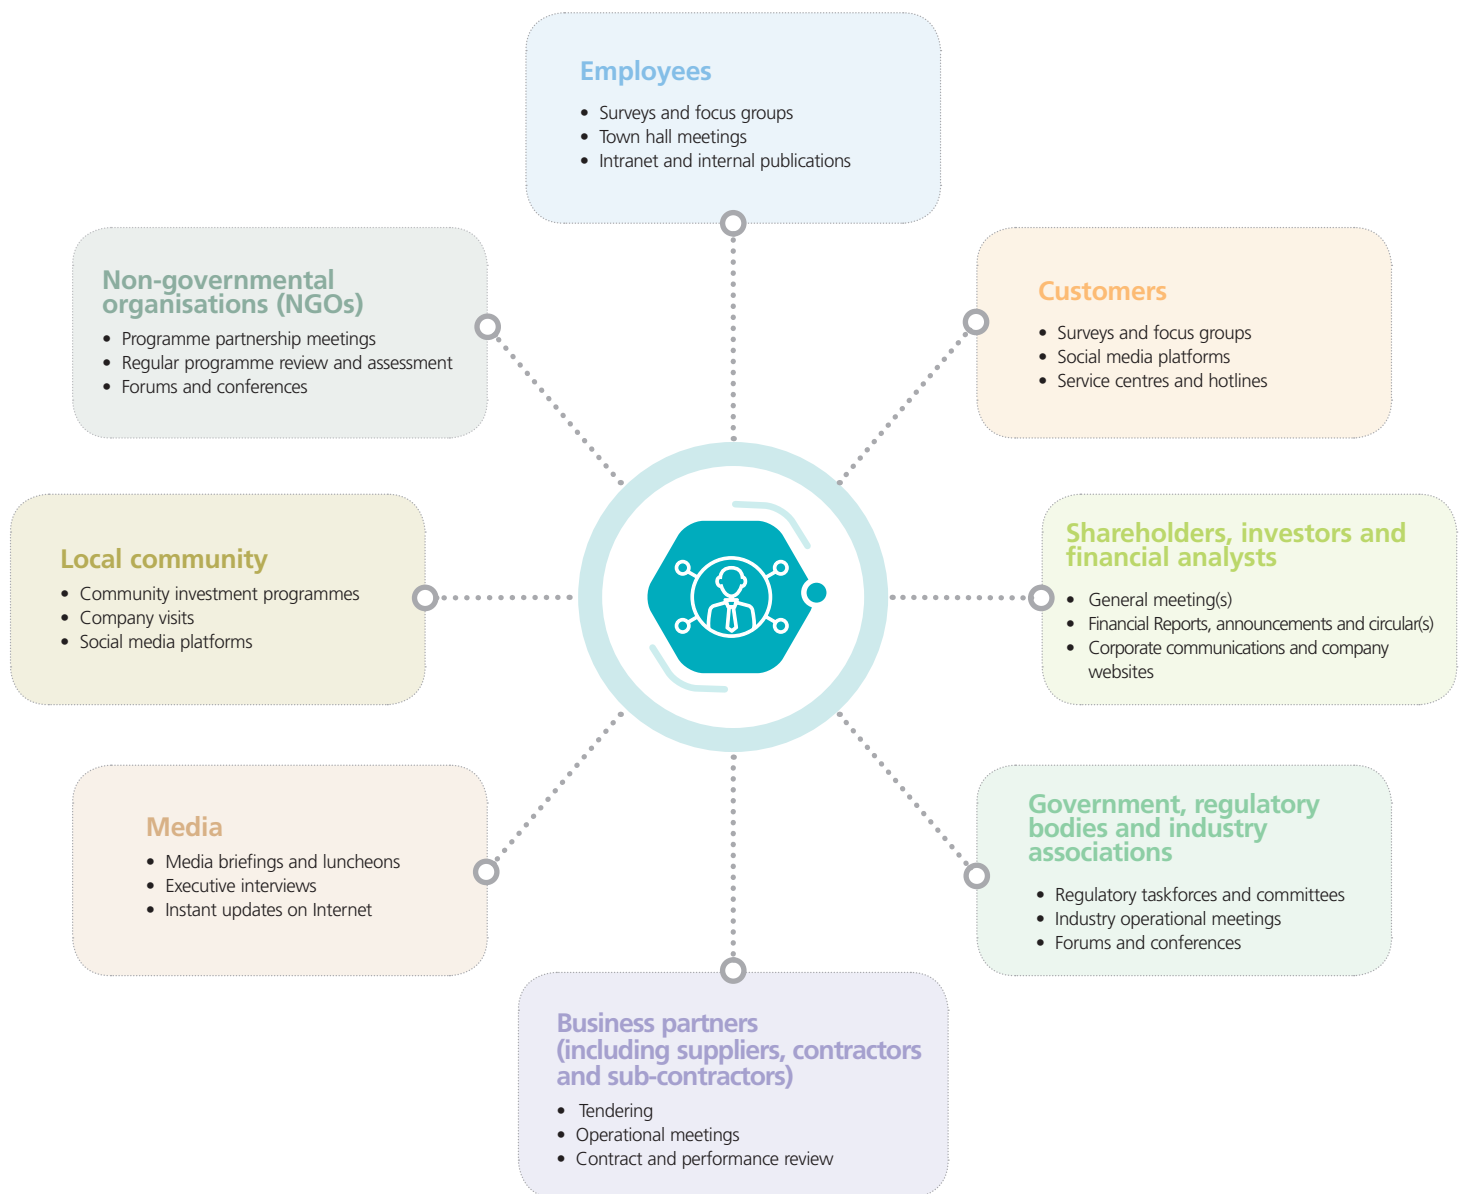 Employees
• Surveys and focus groups
• Town hall meetings
• Intranet and internal publications
Non-governmental
organisations (NGOs)
• Programme partnership meetings
• Regular programme review and assessment
• Forums and conferences
Customers
• Surveys and focus groups
• Social media platforms
• Service centres and hotlines
Local community
• Community investment programmes
• Company visits
• Social media platforms
Shareholders, investors and
financial analysts
• General meeting(s)
• Financial Reports, announcements and circular(s)
• Corporate communications and company
websites
Media
• Media briefings and luncheons
• Executive interviews
• Instant updates on Internet
Government, regulatory
bodies and industry
associations
• Regulatory taskforces and committees
• Industry operational meetings
• Forums and conferences
Business partners
(including suppliers, contractors
and sub-contractors)
• Tendering
• Operational meetings
• Contract and performance review